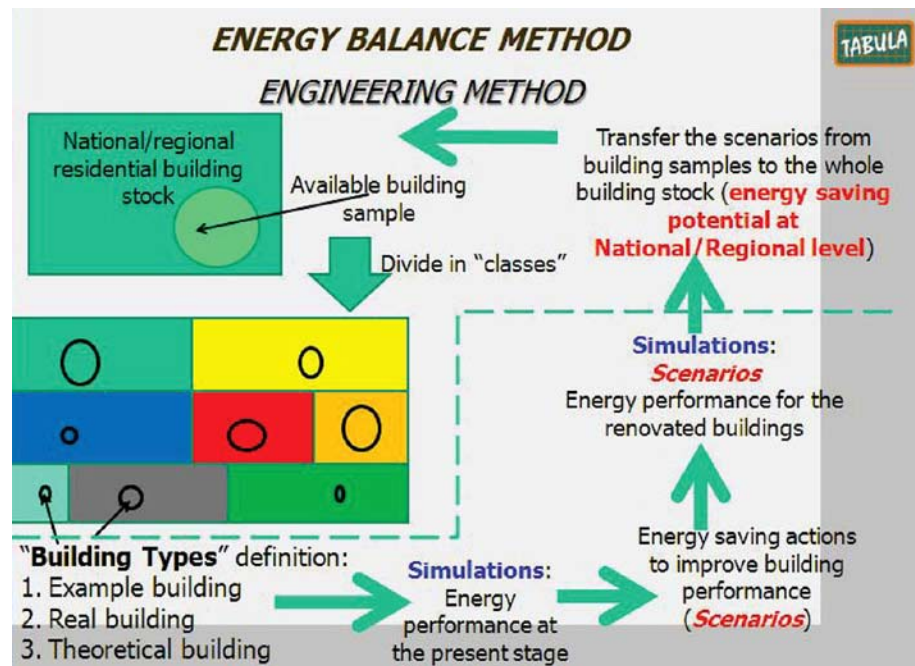 ENERGY BALANCE METHOD
TABULA
ENGINEERING METHOD
National/regional
residential building
stock
Available building
sample
Divide in “classes”
“Building Types” definition:
1. Example building
2. Real building
3. Theoretical building
Simulations:
Energy
performance at
the present stage
Energy saving actions
to improve building
performance
(Scenarios)
Simulations:
Scenarios
Energy performance for the
renovated buildings
Transfer the scenarios from
building samples to the whole
building stock (energy saving
potential at
National/Regional level)